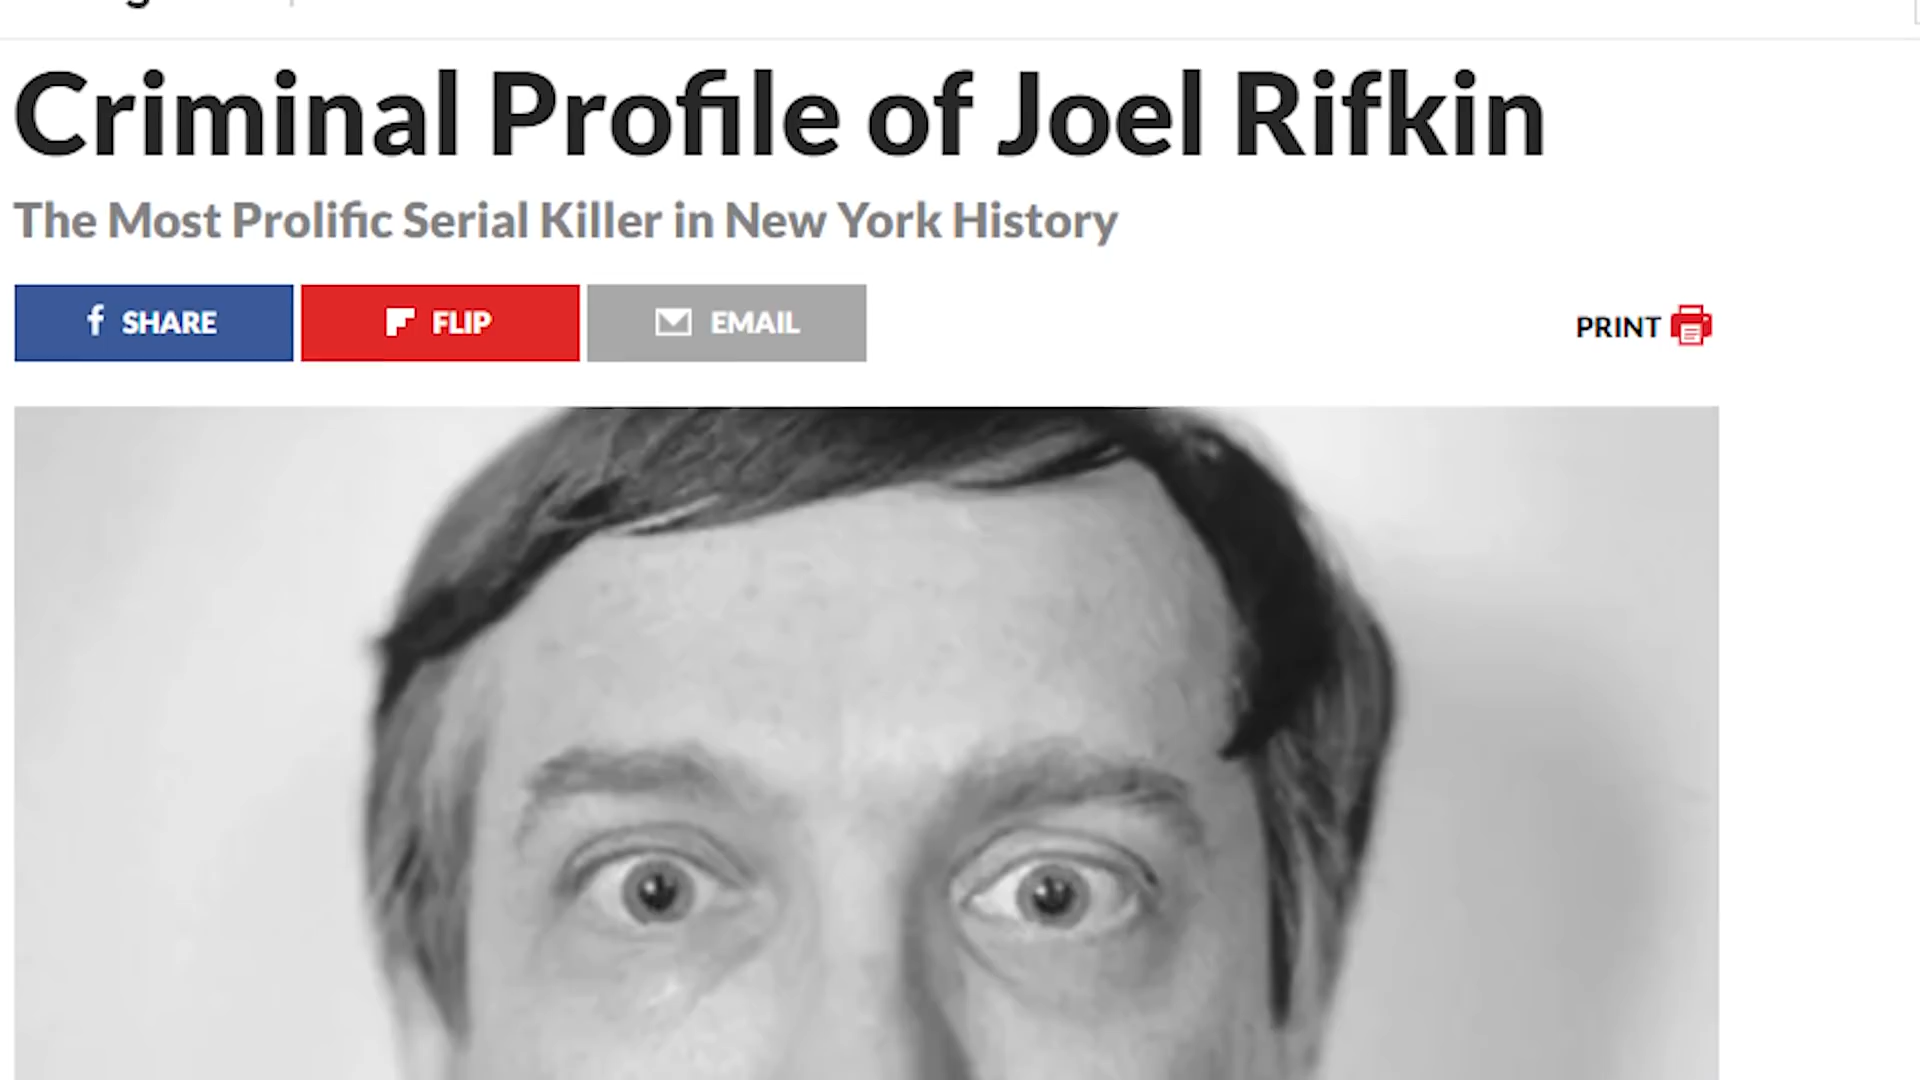 Criminal Profile of Joel Rifkin
The Most Prolific Serial Killer in New York History
SHARE
FLIP
EMAIL
PRINT